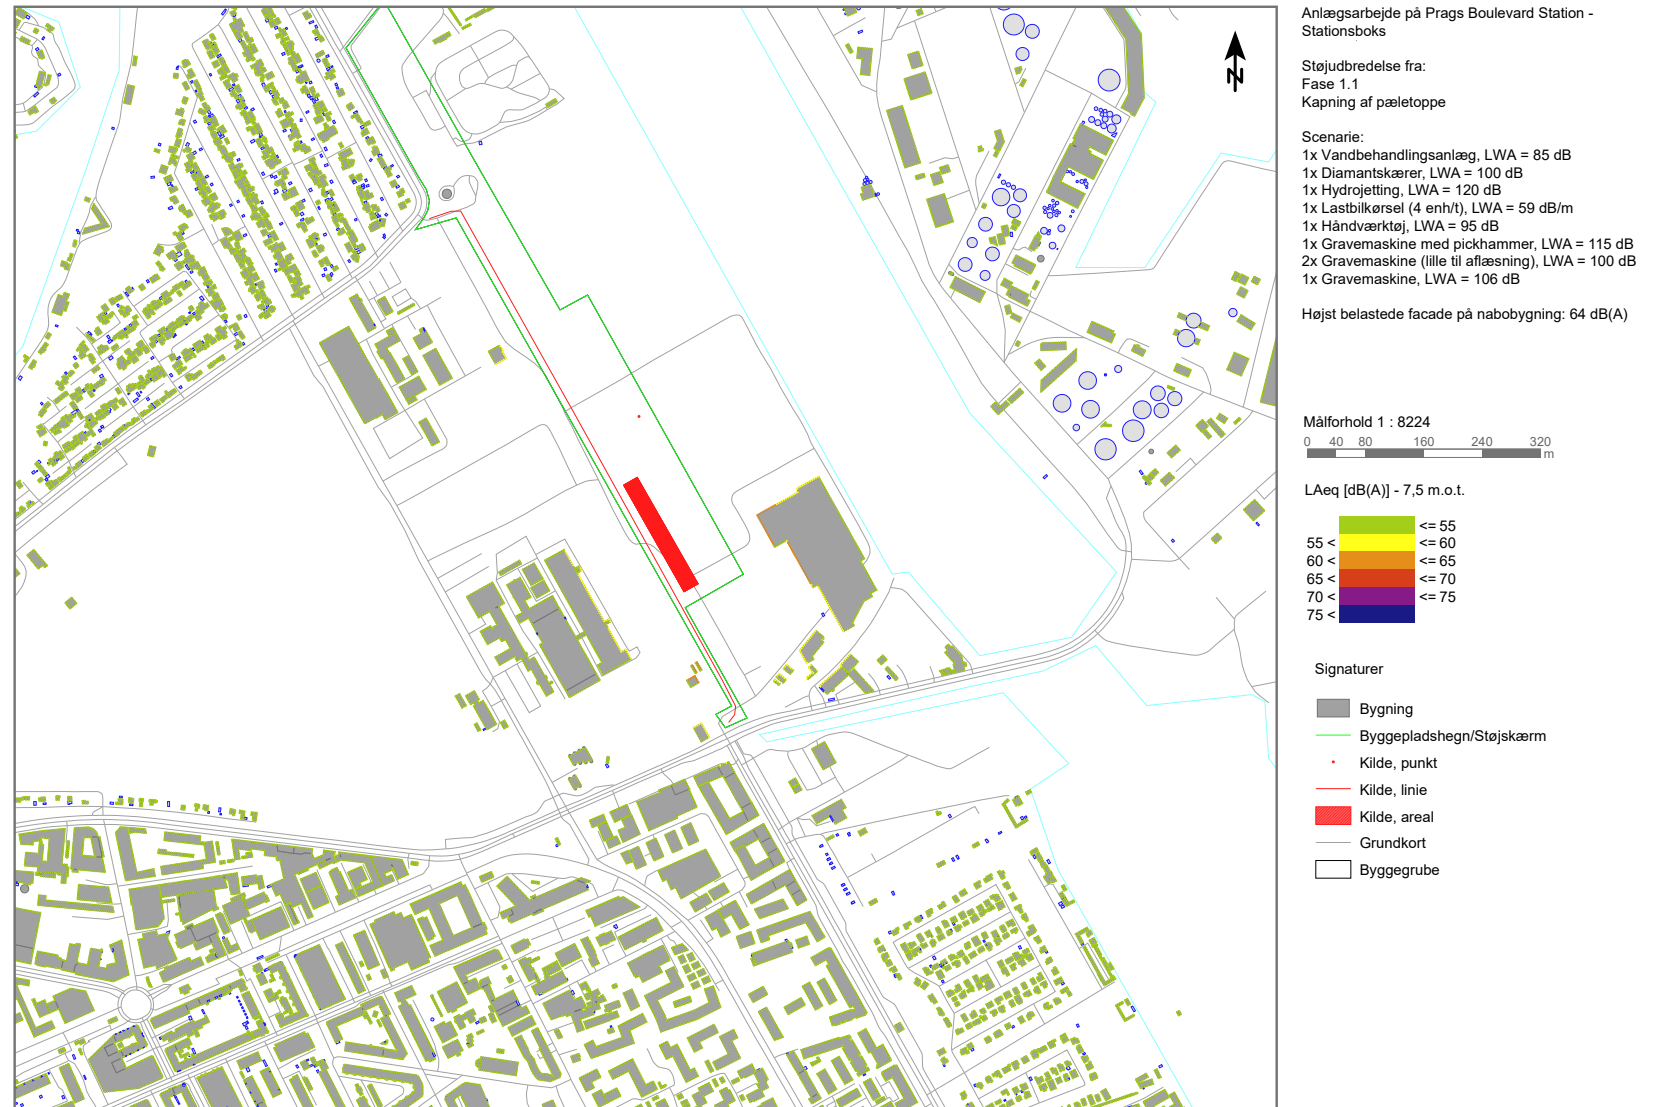 Anlægsarbejde på Prags Boulevard Station -
Stationsboks
Støjudbredelse fra:
Fase 1.1
Kapning af pæletoppe
Scenarie:
1x Vandbehandlingsanlæg, LWA = 85 dB
1x Diamantskærer, LWA = 100 dB
1x Hydrojetting, LWA = 120 dB
1x Lastbilkørsel (4 enh/t), LWA = 59 dB/m
1x Håndværktøj, LWA = 95 dB
1x Gravemaskine med pickhammer, LWA = 115 dB
2x Gravemaskine (lille til aflæsning), LWA = 100 dB
1x Gravemaskine, LWA = 106 dB
Højst belastede facade på nabobygning: 64 dB(A)
Målforhold 1 : 8224
0 40 80 160 240 320
m
LAeq [dB(A)] - 7,5 m.o.t.
<= 55
55 < <= 60
60 < <= 65
65 < <= 70
70 < <= 75
75 <
Signaturer
Bygning
Byggepladshegn/Støjskærm
Kilde, punkt
Kilde, linie
Kilde, areal
Grundkort
Byggegrube
N